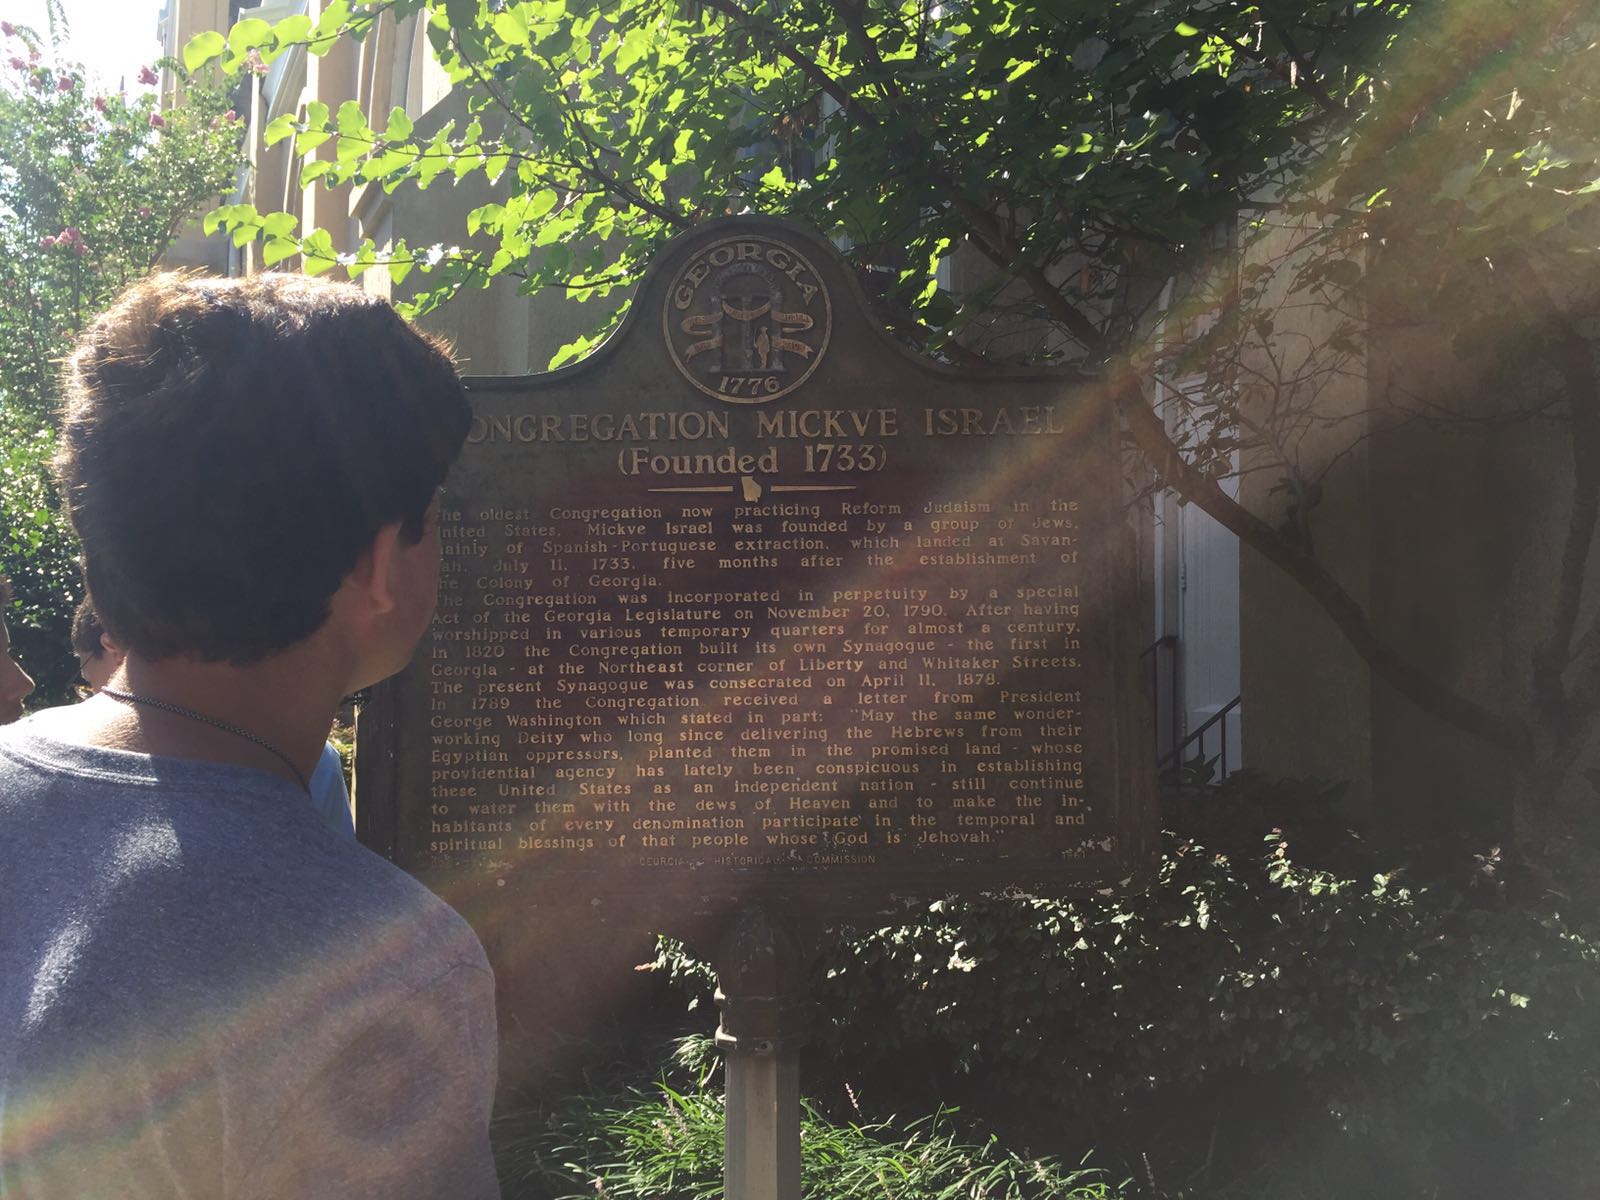 GEORGIA
1776
ONGREGATION MICKVE ISRAEL
(Founded 1733)
he oldest Congregation now practicing Reform Judaism in the
nited States, Mickve Israel was founded by a group of Jews,
ainly of Spanish-Portuguese extraction, which landed at Savan-
ah, July 11, 1733, five months after the establishment of
he Colony of Georgia.
The Congregation was incorporated in perpetuity by a special
Act of the Georgia Legislature on November 20, 1790. After having
worshipped in various temporary quarters for almost a century,
In 1820 the Congregation built its own Synagogue - the first in
Georgia - at the Northeast corner of Liberty and Whitaker Streets.
The present Synagogue was consecrated on April 11, 1878.
In 1789 the Congregation received a letter from President
George Washington which stated in part: "May the same wonder-
working Deity who long since delivering the Hebrews from their
Egyptian oppressors, planted them in the promised land - whose
providential agency has lately been conspicuous in establishing
these United States as an independent nation - still continue
to water them with the dews of Heaven and to make the in-
habitants of every denomination participate in the temporal and
spiritual blessings of that people whose God is Jehovah."
GEORGIA HISTORICAL COMMISSION